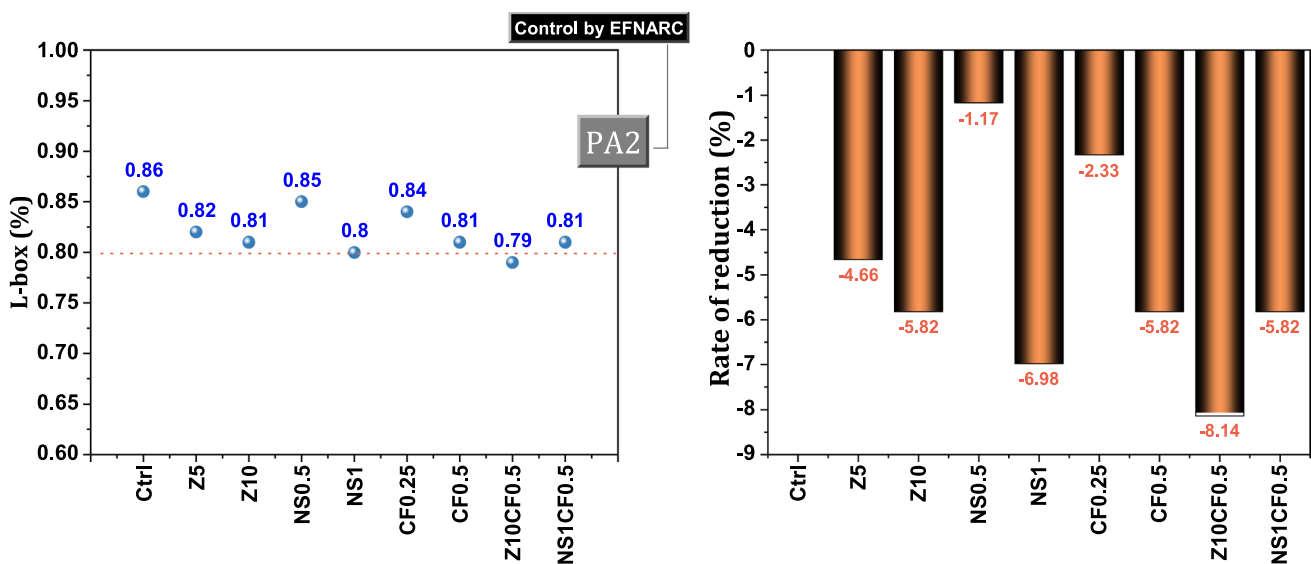 Control by EFNARC
PA2
L-box (%)
1.00
0.95
0.90
0.85
0.80
0.75
0.70
0.65
0.60
0.86
0.82
0.81
0.85
0.8
0.84
0.81
0.79
0.81
Ctrl
Z5
Z10
NS0.5
NS1
CF0.25
CF0.5
Z10CF0.5
NS1CF0.5
Rate of reduction (%)
0
-1
-2
-3
-4
-5
-6
-7
-8
-9
-4.66
-5.82
-1.17
-6.98
-2.33
-5.82
-8.14
-5.82
Ctrl
Z5
Z10
NS0.5
NS1
CF0.25
CF0.5
Z10CF0.5
NS1CF0.5